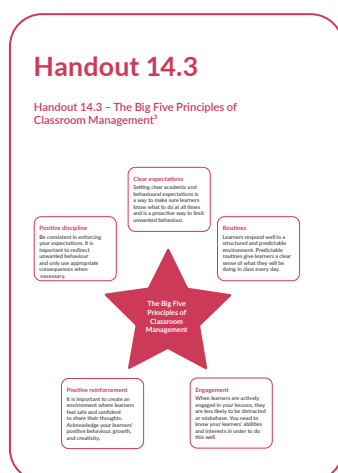 Handout 14.3
Handout 14.3 – The Big Five Principles of
Classroom Management³
Clear expectations
Setting clear academic and
behavioural expectations is
a way to make sure learners
know what to do at all times
and is a proactive way to limit
unwanted behaviour.
Positive discipline
Be consistent in enforcing
your expectations. It is
important to redirect
unwanted behaviour
and only use appropriate
consequences when
necessary.
Routines
Learners respond well to a
structured and predictable
environment. Predictable
routines give learners a clear
sense of what they will be
doing in class every day.
The Big Five
Principles of
Classroom
Management
Positive reinforcement
It is important to create an
environment where learners
feel safe and confident
to share their thoughts.
Acknowledge your learners'
positive behaviour, growth,
and creativity.
Engagement
When learners are actively
engaged in your lessons, they
are less likely to be distracted
or misbehave. You need to
know your learners' abilities
and interests in order to do
this well.